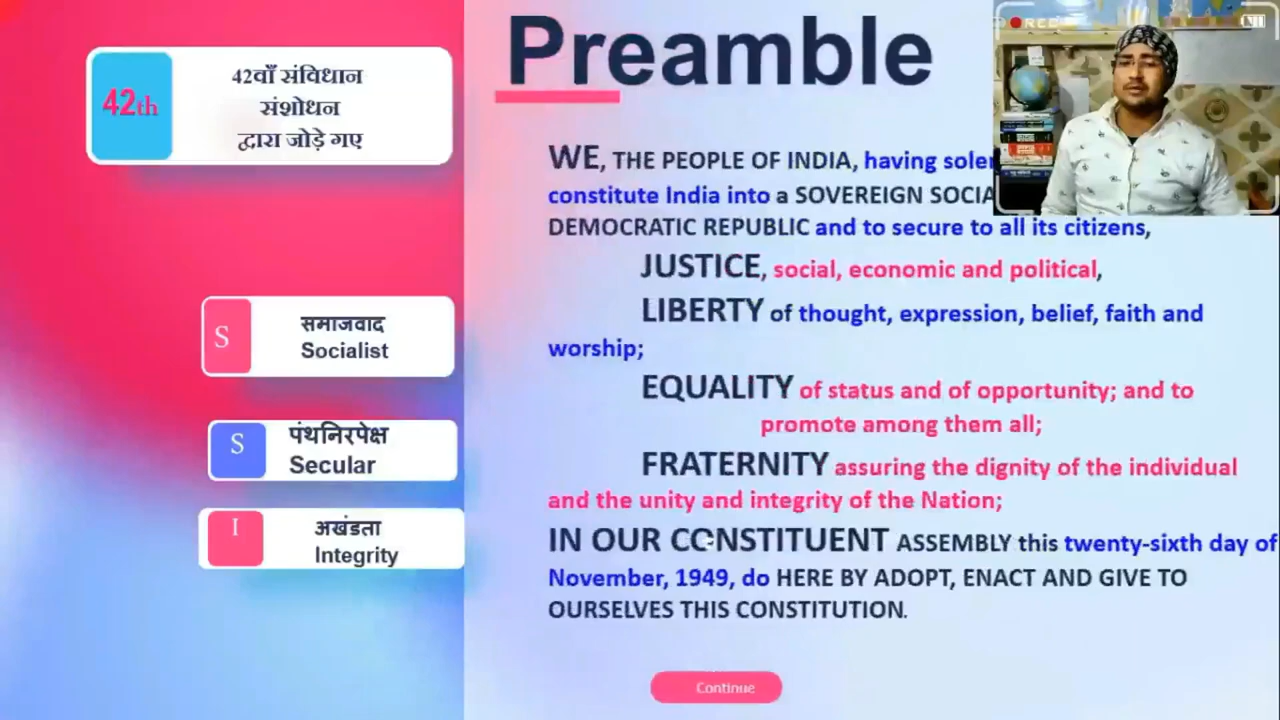 42th
42वाँ संविधान
संशोधन
द्वारा जोड़े गए
S
समाजवाद
Socialist
S
पंथनिरपेक्ष
Secular
I
अखंडता
Integrity
Preamble
WE, THE PEOPLE OF INDIA, having
constitute India into a SOVEREIGN
DEMOCRATIC REPUBLIC and to secure to all its citizens,
JUSTICE, social, economic and political,
LIBERTY of thought, expression, belief, faith and
worship;
EQUALITY of status and of opportunity; and to
promote among them all;
FRATERNITY assuring the dignity of the individual
and the unity and integrity of the Nation;
IN OUR CONSTITUENT ASSEMBLY this twenty-sixth day of
November, 1949, do HERE BY ADOPT, ENACT AND GIVE TO
OURSELVES THIS CONSTITUTION.
Continue
REC